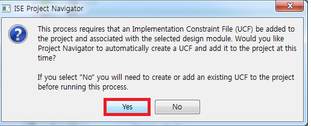 ISE Project Navigator
This process requires that an Implementation Constraint File (UCF) be added to
the project and associated with the selected design module. Would you like
Project Navigator to automatically create a UCF and add it to the project at this
time?
If you select "No" you will need to create or add an existing UCF to the project
before running this process.
Yes No